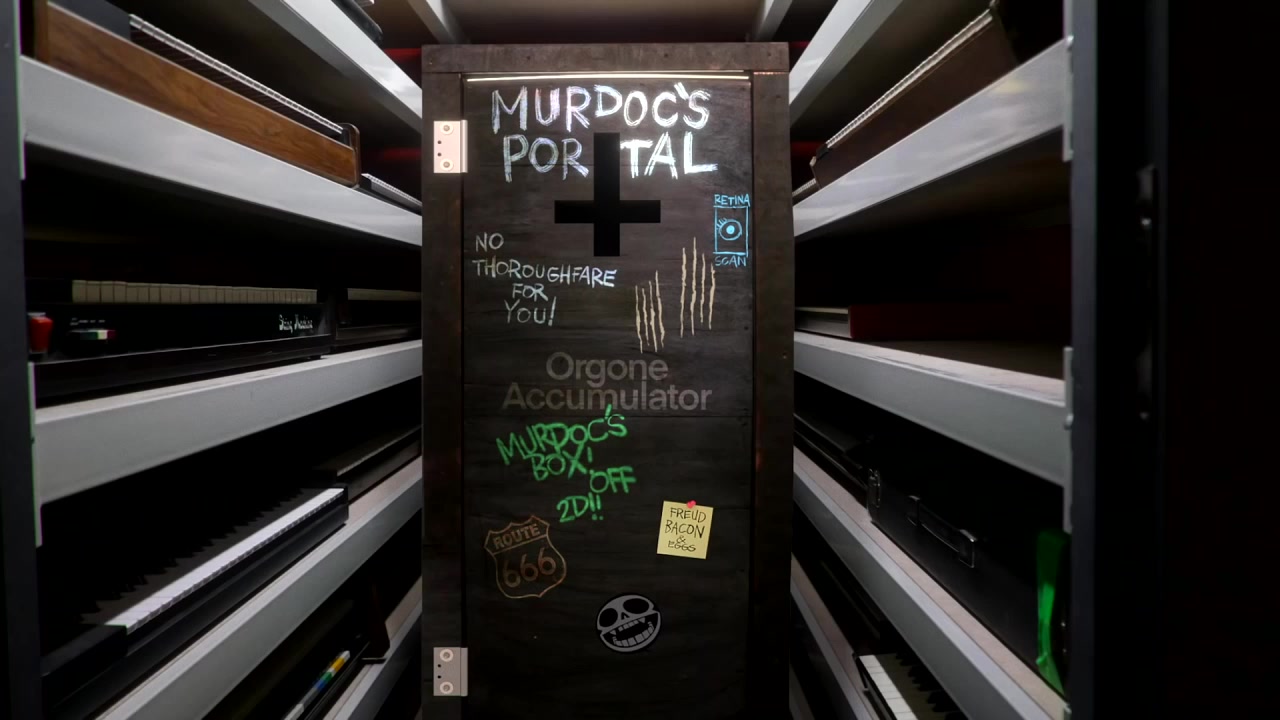 MURDOC'S
PORTAL
RETINA
SCAN
NO
THOROUGHFARE
FOR
YOU!
Orgone
Accumulator
MURDOC'S
BOX!
OFF
2D!!
FREUD
BACON
&
EGGS
ROUTE
666